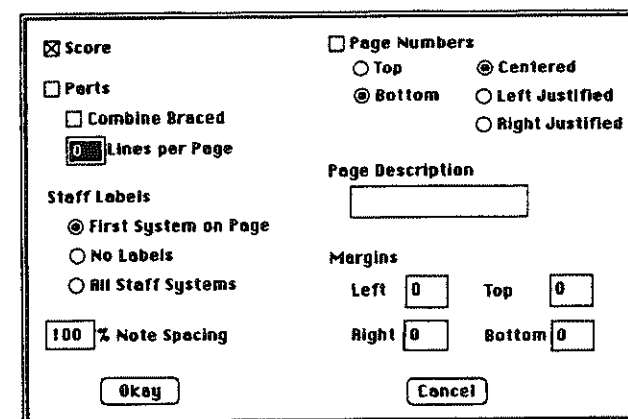 Score
Parts
Combine Braced
0 Lines per Page
Staff Labels
First System on Page
No Labels
All Staff Systems
100 % Note Spacing
Okay
Page Numbers
Top Centered
Bottom Left Justified
Right Justified
Page Description
Margins
Left 0 Top 0
Right 0 Bottom 0
Cancel